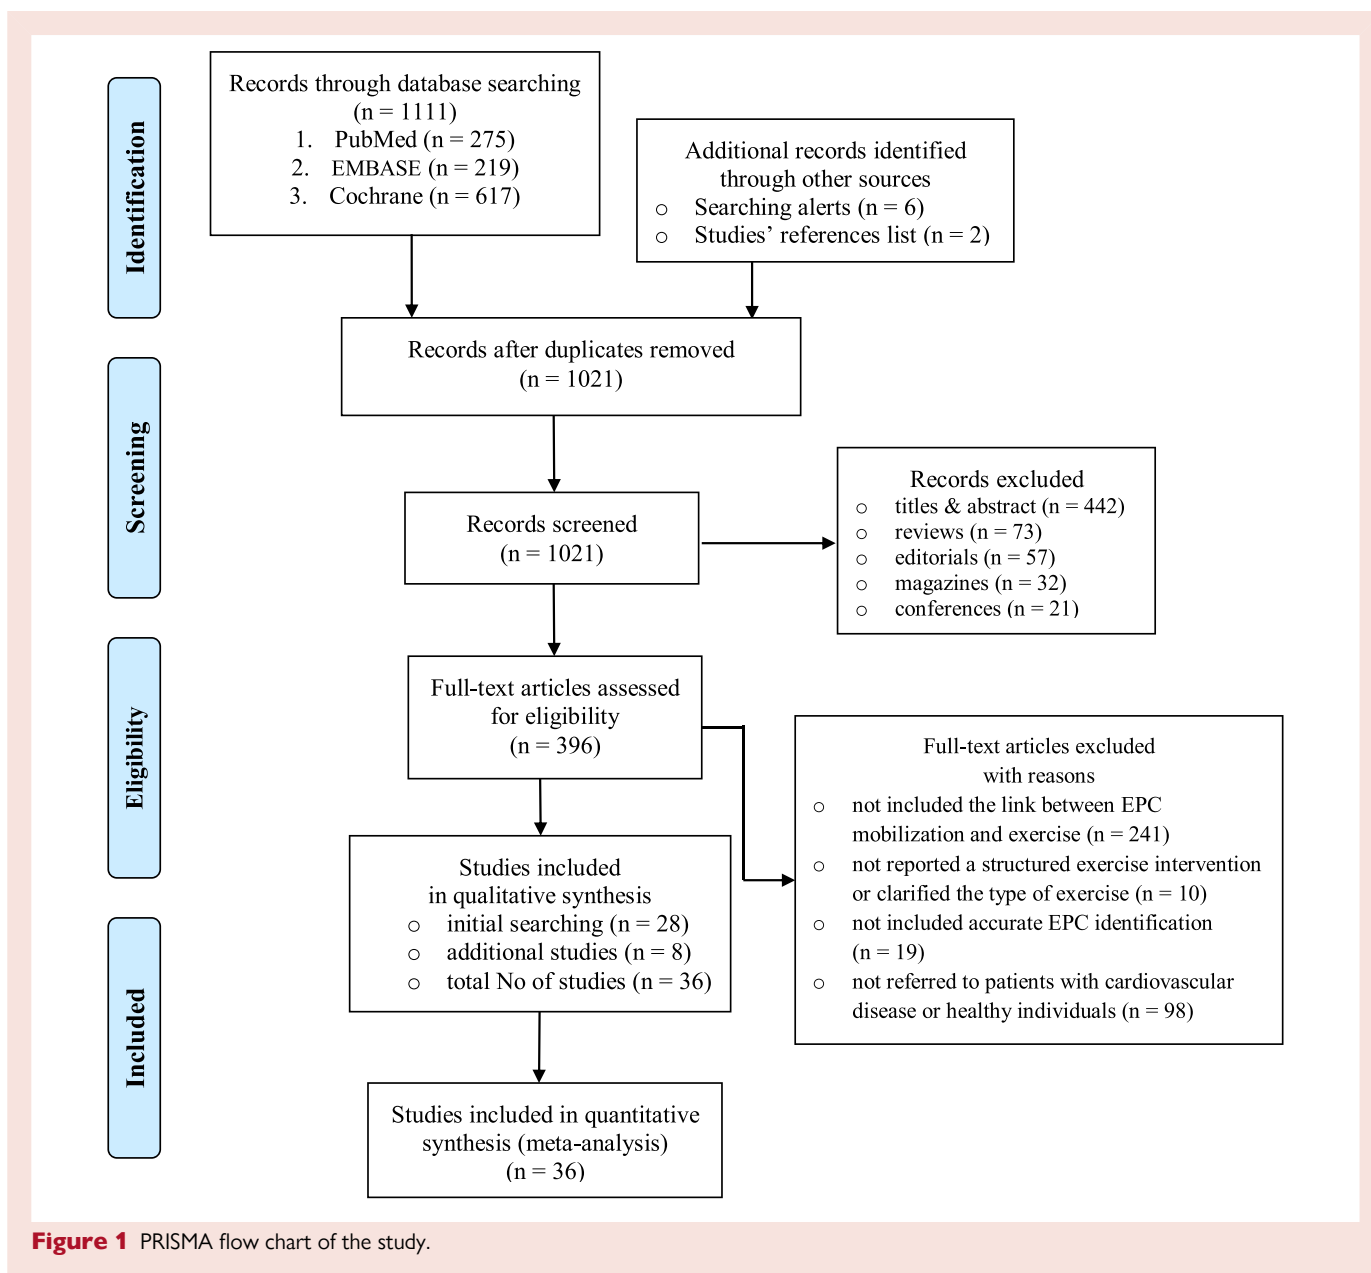 Identification
Records through database searching
(n = 1111)
1. PubMed (n = 275)
2. EMBASE (n = 219)
3. Cochrane (n = 617)
Additional records identified
through other sources
o Searching alerts (n = 6)
o Studies’ references list (n = 2)
Records after duplicates removed
(n = 1021)
Screening
Records screened
(n = 1021)
Records excluded
o titles & abstract (n = 442)
o reviews (n = 73)
o editorials (n = 57)
o magazines (n = 32)
o conferences (n = 21)
Eligibility
Full-text articles assessed
for eligibility
(n = 396)
Full-text articles excluded
with reasons
o not included the link between EPC
mobilization and exercise (n = 241)
o not reported a structured exercise intervention
or clarified the type of exercise (n = 10)
o not included accurate EPC identification
(n = 19)
o not referred to patients with cardiovascular
disease or healthy individuals (n = 98)
Studies included
in qualitative synthesis
o initial searching (n = 28)
o additional studies (n = 8)
o total No of studies (n = 36)
Included
Studies included in quantitative
synthesis (meta-analysis)
(n = 36)
Figure 1 PRISMA flow chart of the study.